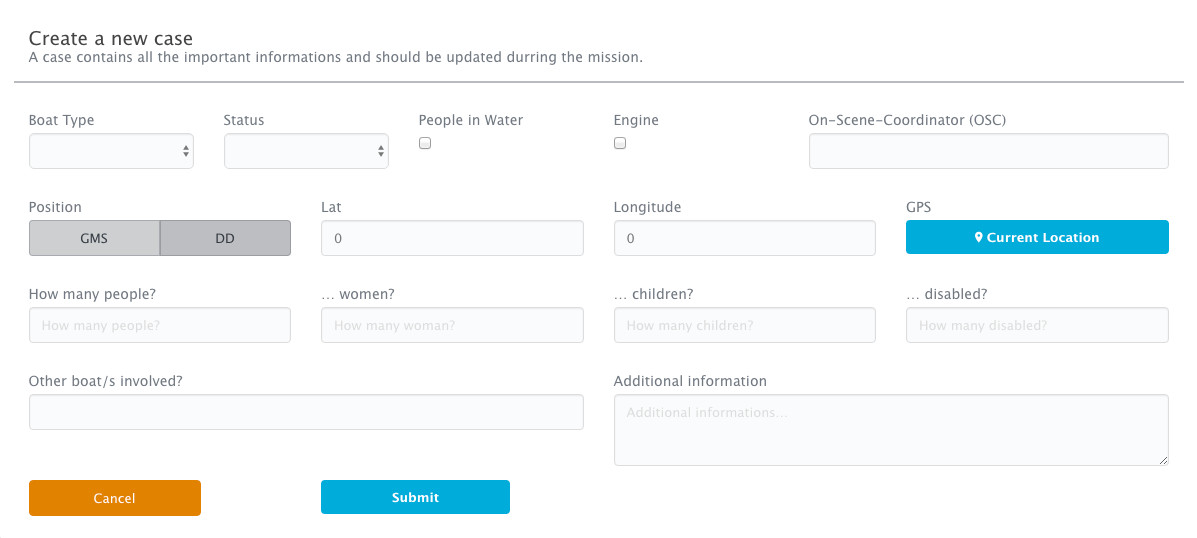 Create a new case
A case contains all the important informations and should be updated durring the mission.
Boat Type
Status
People in Water
Engine
On-Scene-Coordinator (OSC)
Position
Lat
Longitude
GPS
GMS
DD
0
0
Current Location
How many people?
... women?
... children?
... disabled?
How many people?
How many woman?
How many children?
How many disabled?
Other boat/s involved?
Additional information
Additional informations...
Cancel
Submit